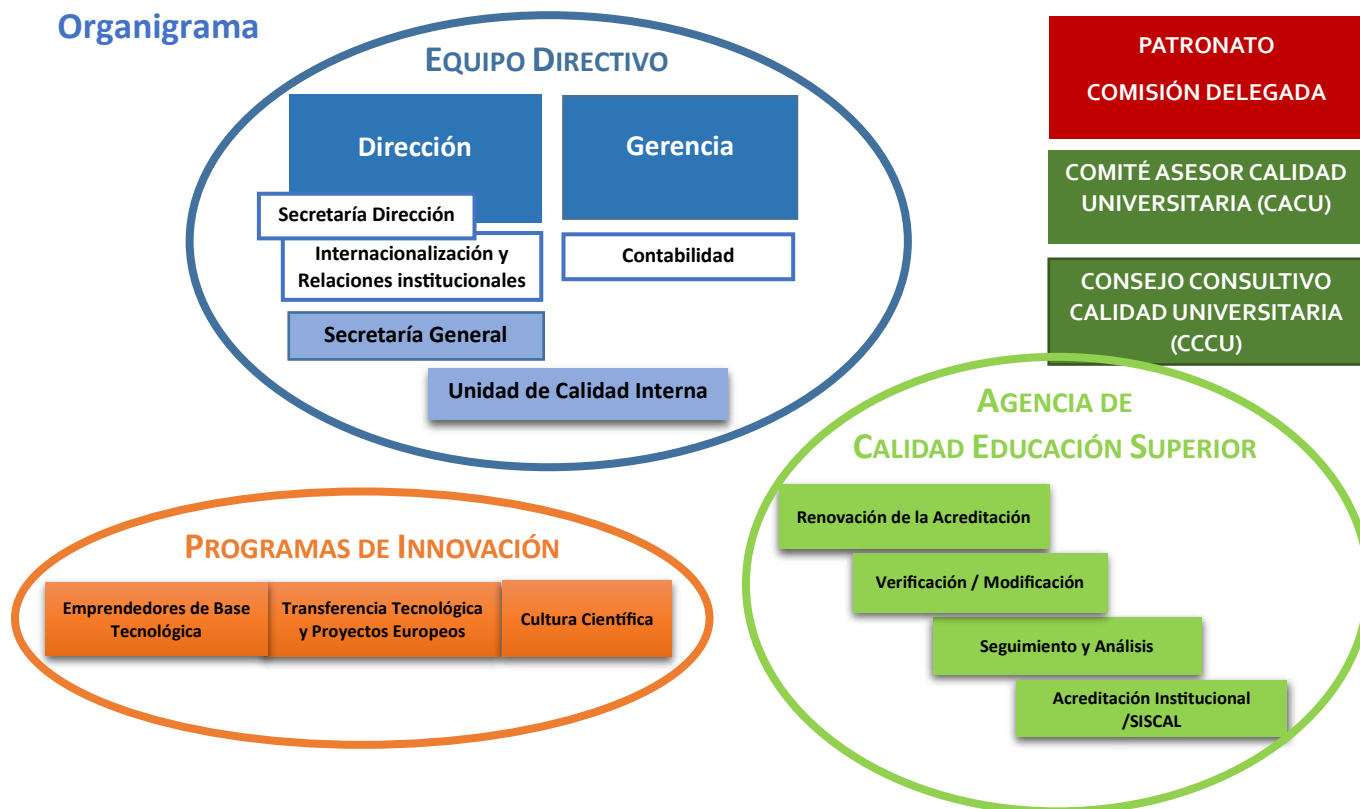 Organigrama
EQUIPO DIRECTIVO
Dirección
Gerencia
Secretaría Dirección
Internacionalización y
Relaciones institucionales
Contabilidad
Secretaría General
Unidad de Calidad Interna
PATRONATO
COMISIÓN DELEGADA
COMITÉ ASESOR CALIDAD
UNIVERSITARIA (CACU)
CONSEJO CONSULTIVO
CALIDAD UNIVERSITARIA
(CCCU)
AGENCIA DE
CALIDAD EDUCACIÓN SUPERIOR
Renovación de la Acreditación
Verificación / Modificación
Seguimiento y Análisis
Acreditación Institucional
/SISCAL
PROGRAMAS DE INNOVACIÓN
Emprendedores de Base
Tecnológica
Transferencia Tecnológica
y Proyectos Europeos
Cultura Científica